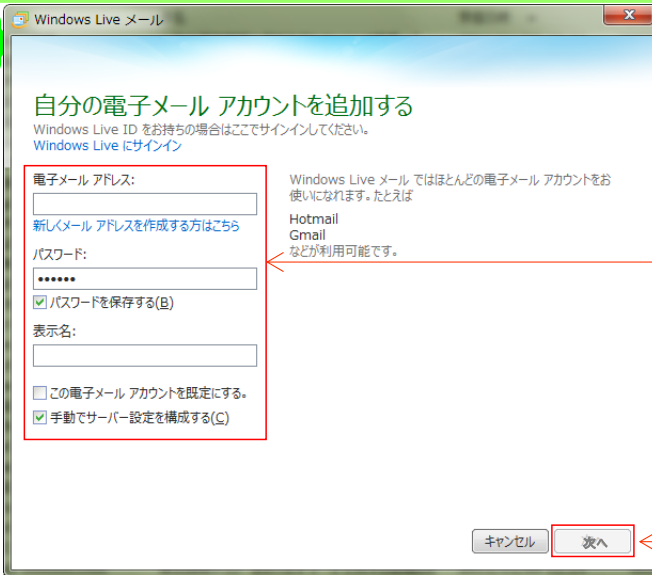 Windows Live メール
自分の電子メール アカウントを追加する
Windows Live ID をお持ちの場合はここでサインインしてください。
Windows Live にサインイン
電子メール アドレス:
新しくメール アドレスを作成する方はこちら
パスワード:
••••••
パスワードを保存する(B)
表示名:
この電子メール アカウントを既定にする。
手動でサーバー設定を構成する(C)
Windows Live メール ではほとんどの電子メール アカウントをお
使いになれます。たとえば
Hotmail
Gmail
などが利用可能です。
キャンセル
次へ